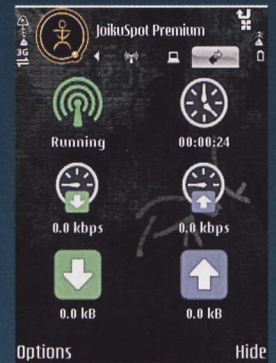 JoikuSpot Premium
3G
Running 00:00:24
0.0 kbps 0.0 kbps
0.0 kB 0.0 kB
Options Hide